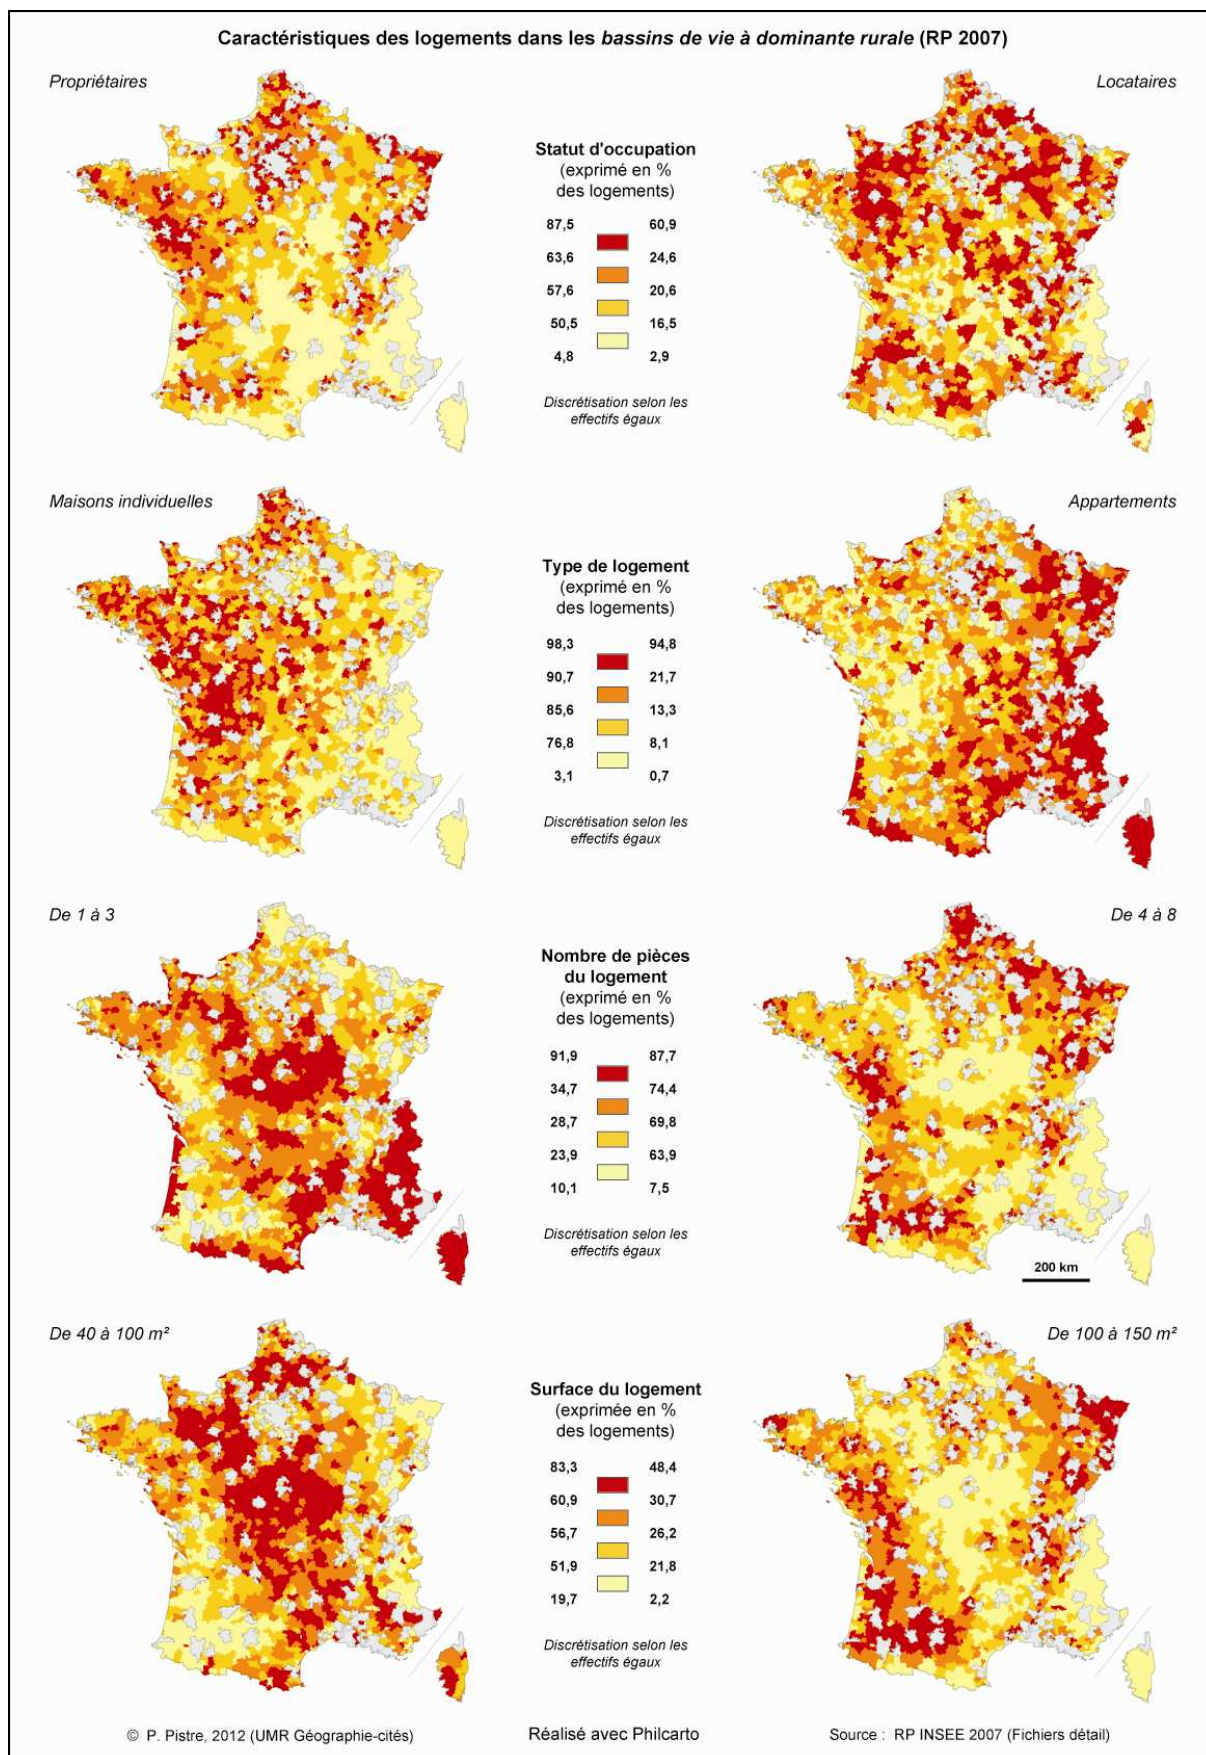 Caractéristiques des logements dans les bassins de vie à dominante rurale (RP 2007)
Propriétaires
Locataires
Statut d'occupation
(exprimé en %
des logements)
87,5 60,9
63,6 24,6
57,6 20,6
50,5 16,5
4,8 2,9
Discrétisation selon les
effectifs égaux
Maisons individuelles
Appartements
Type de logement
(exprimé en %
des logements)
98,3 94,8
90,7 21,7
85,6 13,3
76,8 8,1
3,1 0,7
Discrétisation selon les
effectifs égaux
De 1 à 3
De 4 à 8
Nombre de pièces
du logement
(exprimé en %
des logements)
91,9 87,7
34,7 74,4
28,7 69,8
23,9 63,9
10,1 7,5
Discrétisation selon les
effectifs égaux
200 km
De 40 à 100 m²
De 100 à 150 m²
Surface du logement
(exprimée en %
des logements)
83,3 48,4
60,9 30,7
56,7 26,2
51,9 21,8
19,7 2,2
Discrétisation selon les
effectifs égaux
© P. Pistre, 2012 (UMR Géographie-cités)
Réalisé avec Philcarto
Source : RP INSEE 2007 (Fichiers détail)